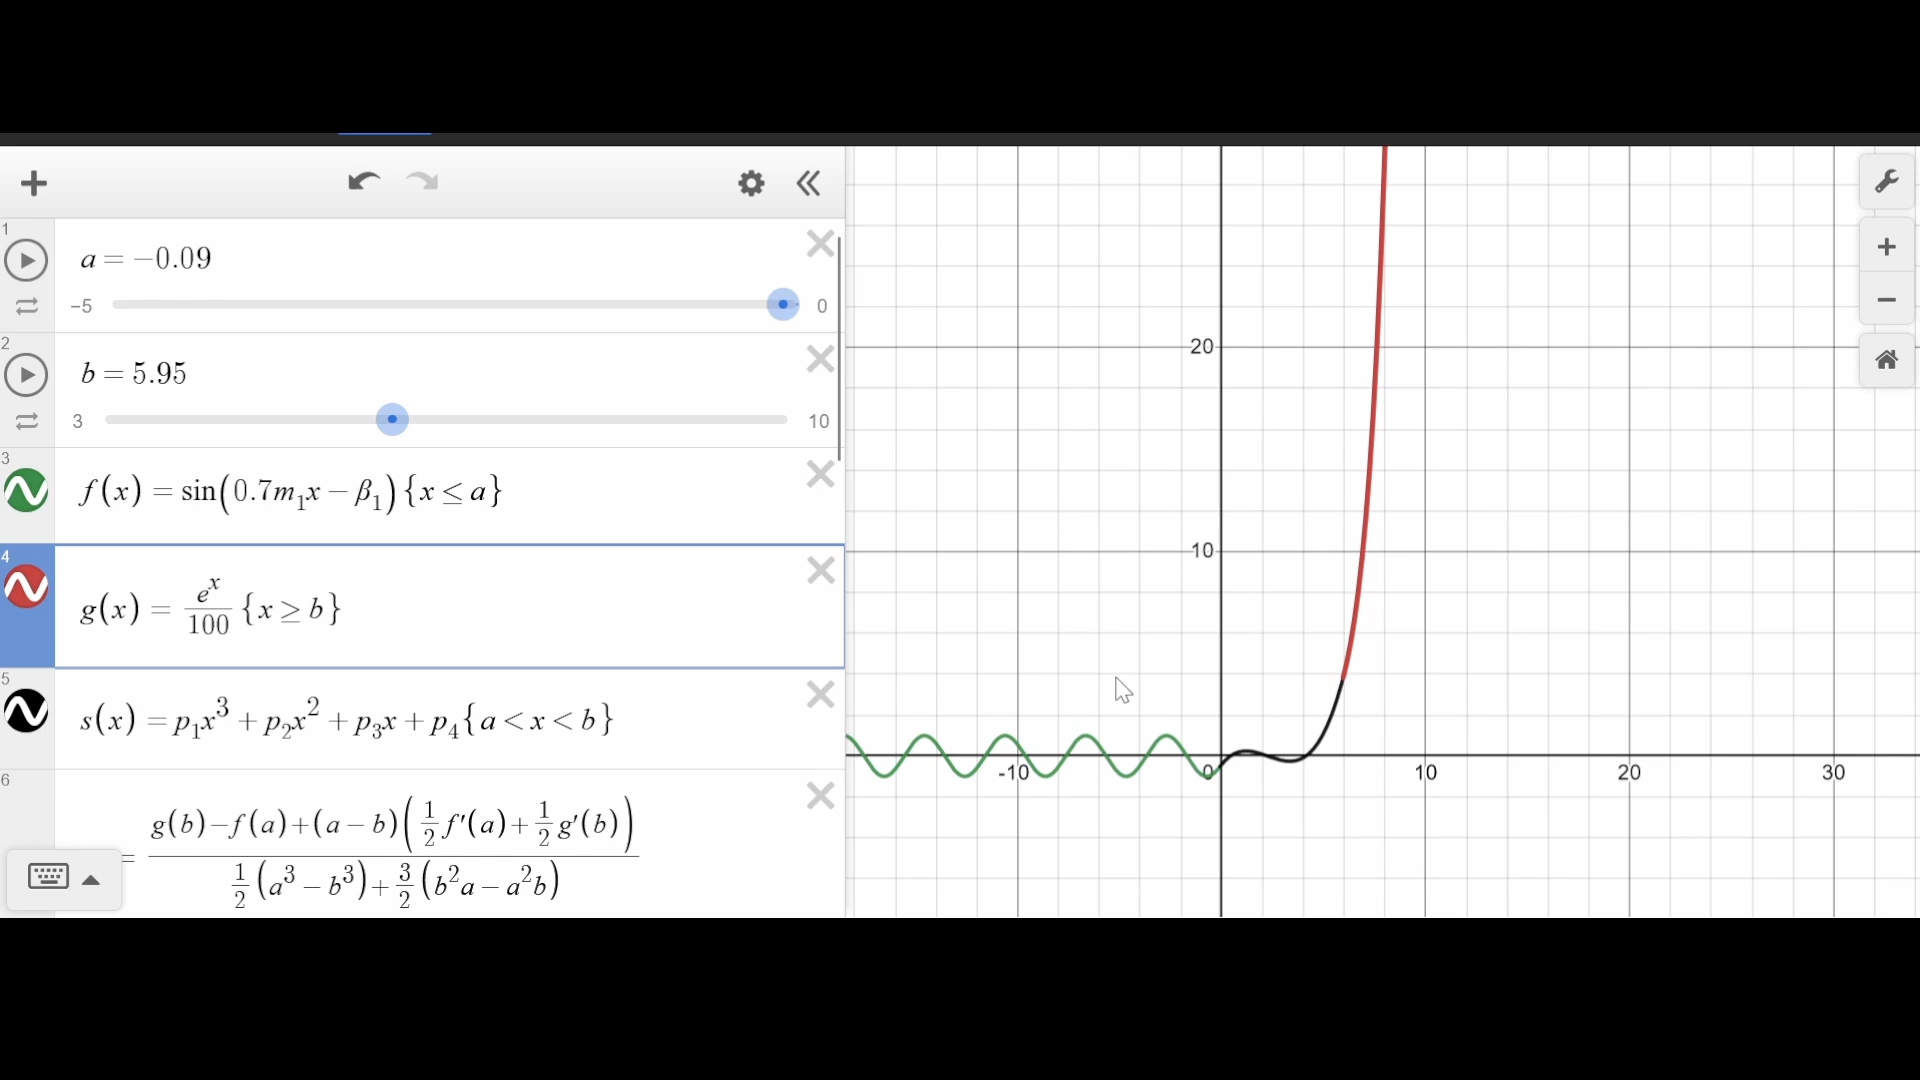 1
a = −0.09
−5 0
2
b = 5.95
3 10
3
f(x) = sin(0.7m₁x − β₁){x ≤ a}
4
g(x) = eˣ/100 {x ≥ b}
5
s(x) = p₁x³ + p₂x² + p₃x + p₄{a < x < b}
6
= (g(b)−f(a)+(a−b)(1/2 f′(a)+1/2 g′(b)))/(1/2(a³−b³)+3/2(b²a−a²b))
20
10
-10 0 10 20 30